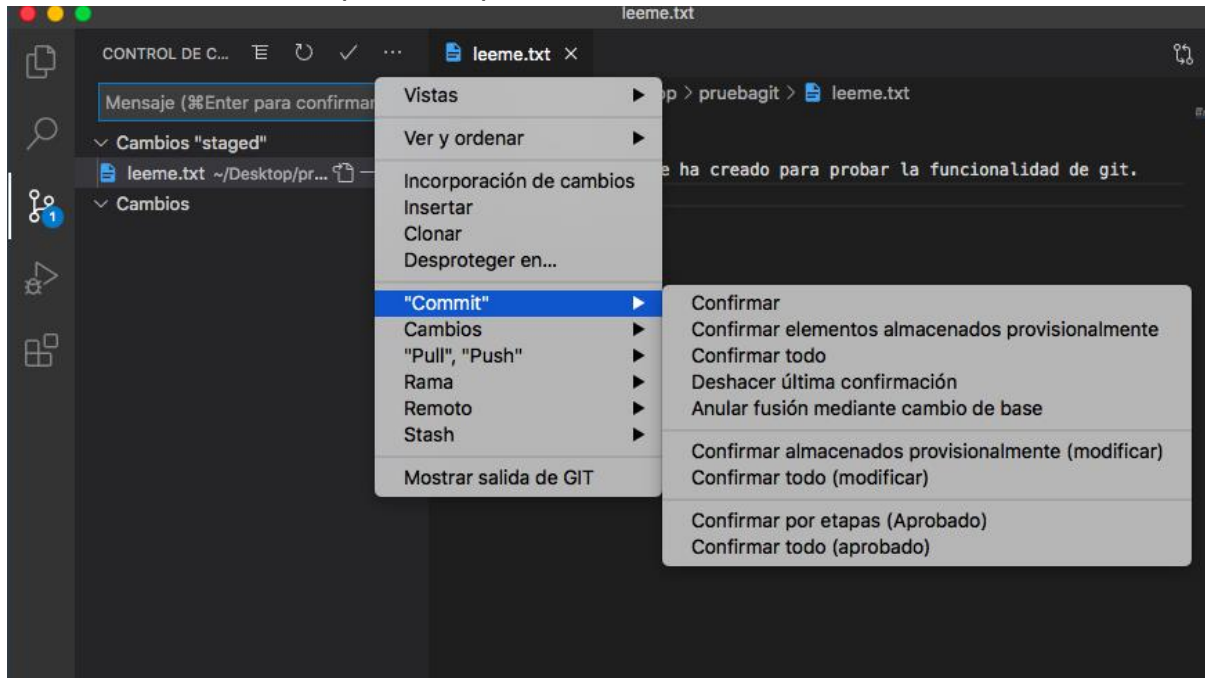 leeme.txt
CONTROL DE C... leeme.txt ×
Mensaje (⌘Enter para confirmar
op > pruebagit > leeme.txt
Cambios "staged"
leeme.txt ~/Desktop/pr...
e ha creado para probar la funcionalidad de git.
Cambios
1
Vistas
Ver y ordenar
Incorporación de cambios
Insertar
Clonar
Desproteger en...
"Commit"
Cambios
"Pull", "Push"
Rama
Remoto
Stash
Mostrar salida de GIT
Confirmar
Confirmar elementos almacenados provisionalmente
Confirmar todo
Deshacer última confirmación
Anular fusión mediante cambio de base
Confirmar almacenados provisionalmente (modificar)
Confirmar todo (modificar)
Confirmar por etapas (Aprobado)
Confirmar todo (aprobado)